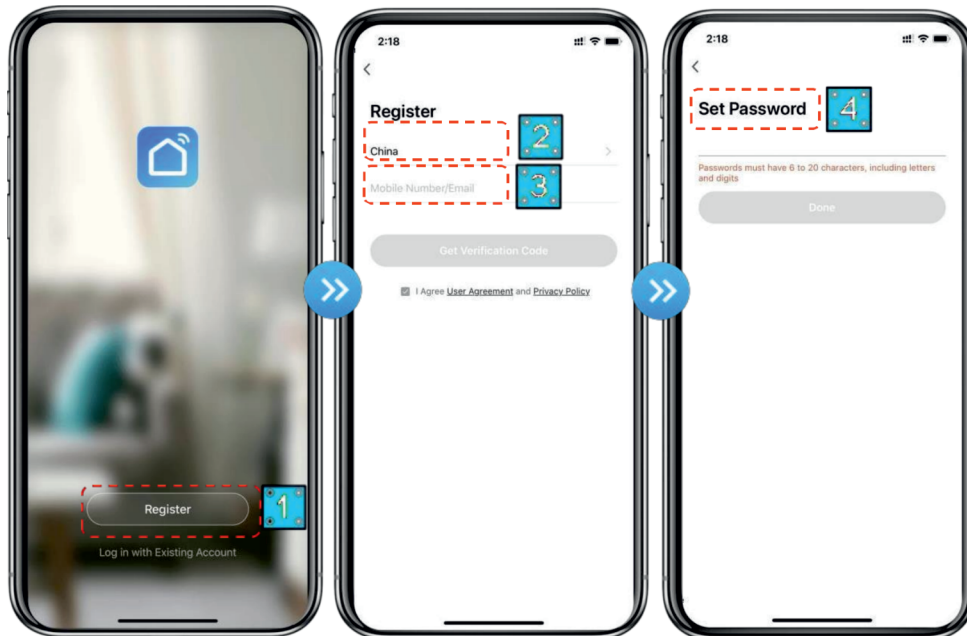 Register
1
Log in with Existing Account
2:18
Register
China
2
Mobile Number/Email
3
Get Verification Code
I Agree User Agreement and Privacy Policy
2:18
Set Password
4
Passwords must have 6 to 20 characters, including letters
and digits
Done